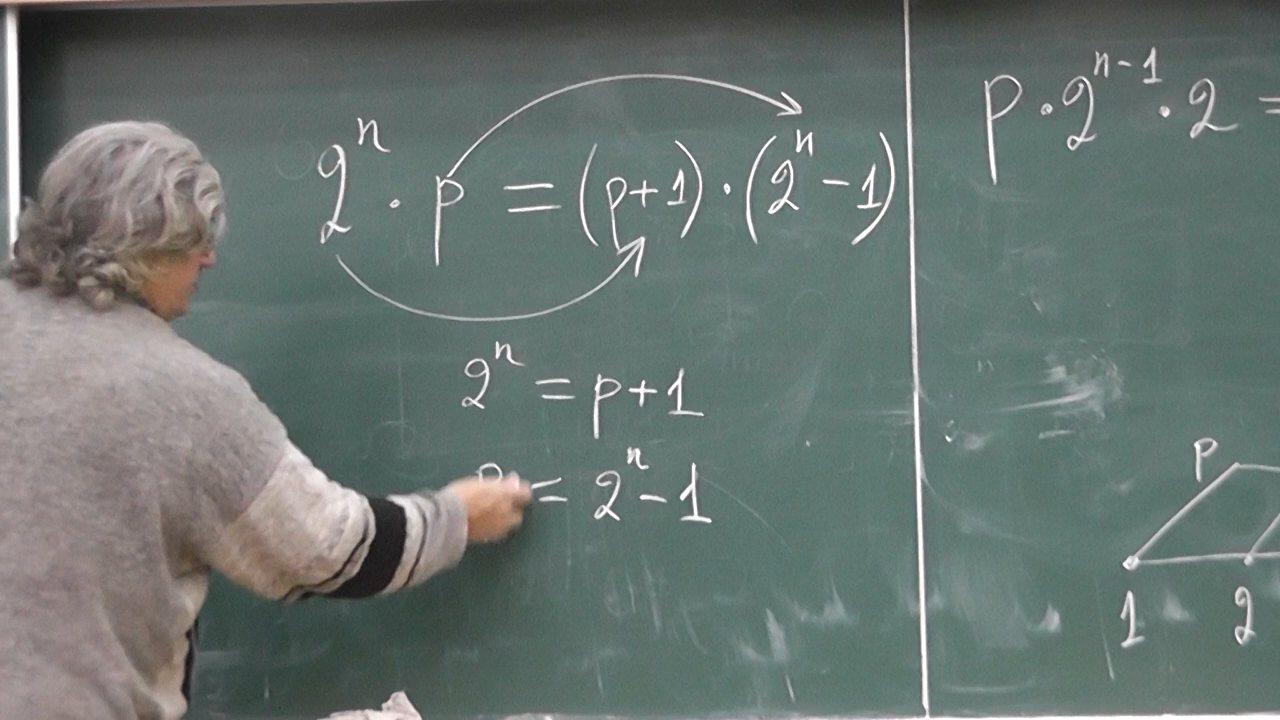 2ⁿ · p = (p+1) · (2ⁿ - 1)
2ⁿ = p+1
p = 2ⁿ - 1
p · 2ⁿ⁻¹ · 2 =
p
1 2